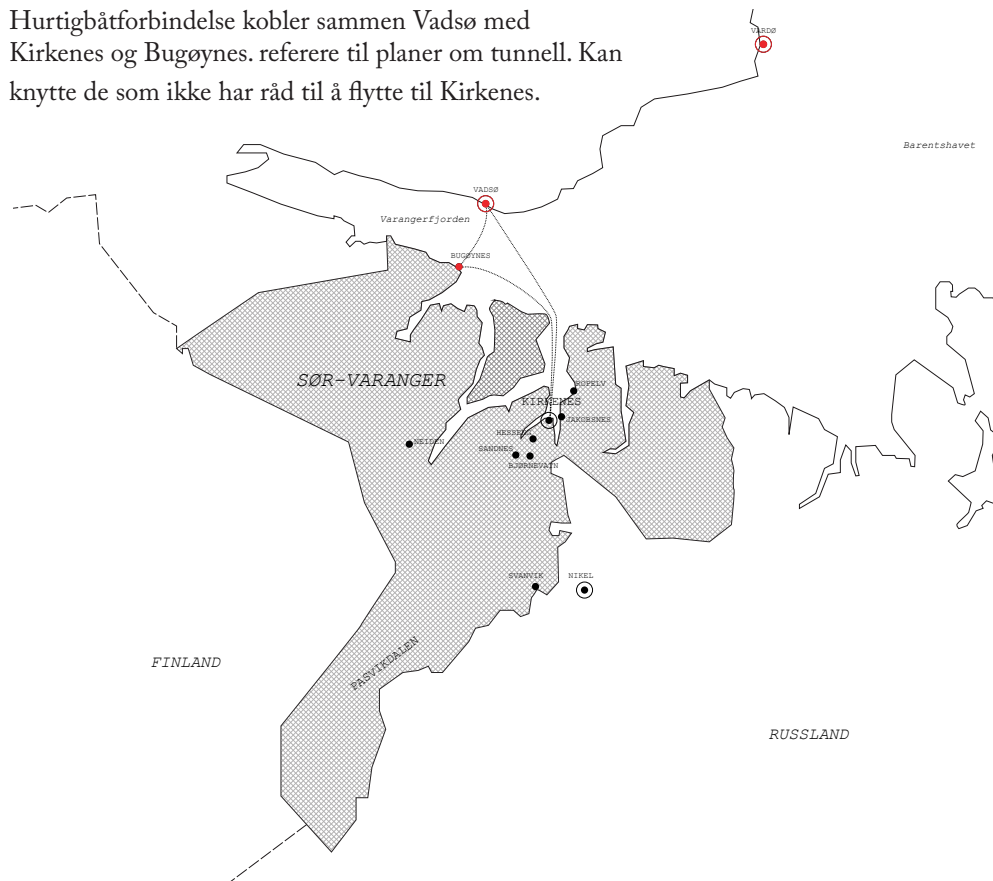 Hurtigbåtforbindelse kobler sammen Vadsø med
Kirkenes og Bugøynes. referere til planer om tunnell. Kan
knytte de som ikke har råd til å flytte til Kirkenes.
VARDØ
Barentshavet
VADSØ
Varangerfjorden
BUGØYNES
SØR-VARANGER
ROPELV
KIRKENES
JAKOBSNES
HESSENG
NEIDEN
SANDNES
BJØRNEVATN
SVANVIK
NIKEL
PASVIKDALEN
FINLAND
RUSSLAND